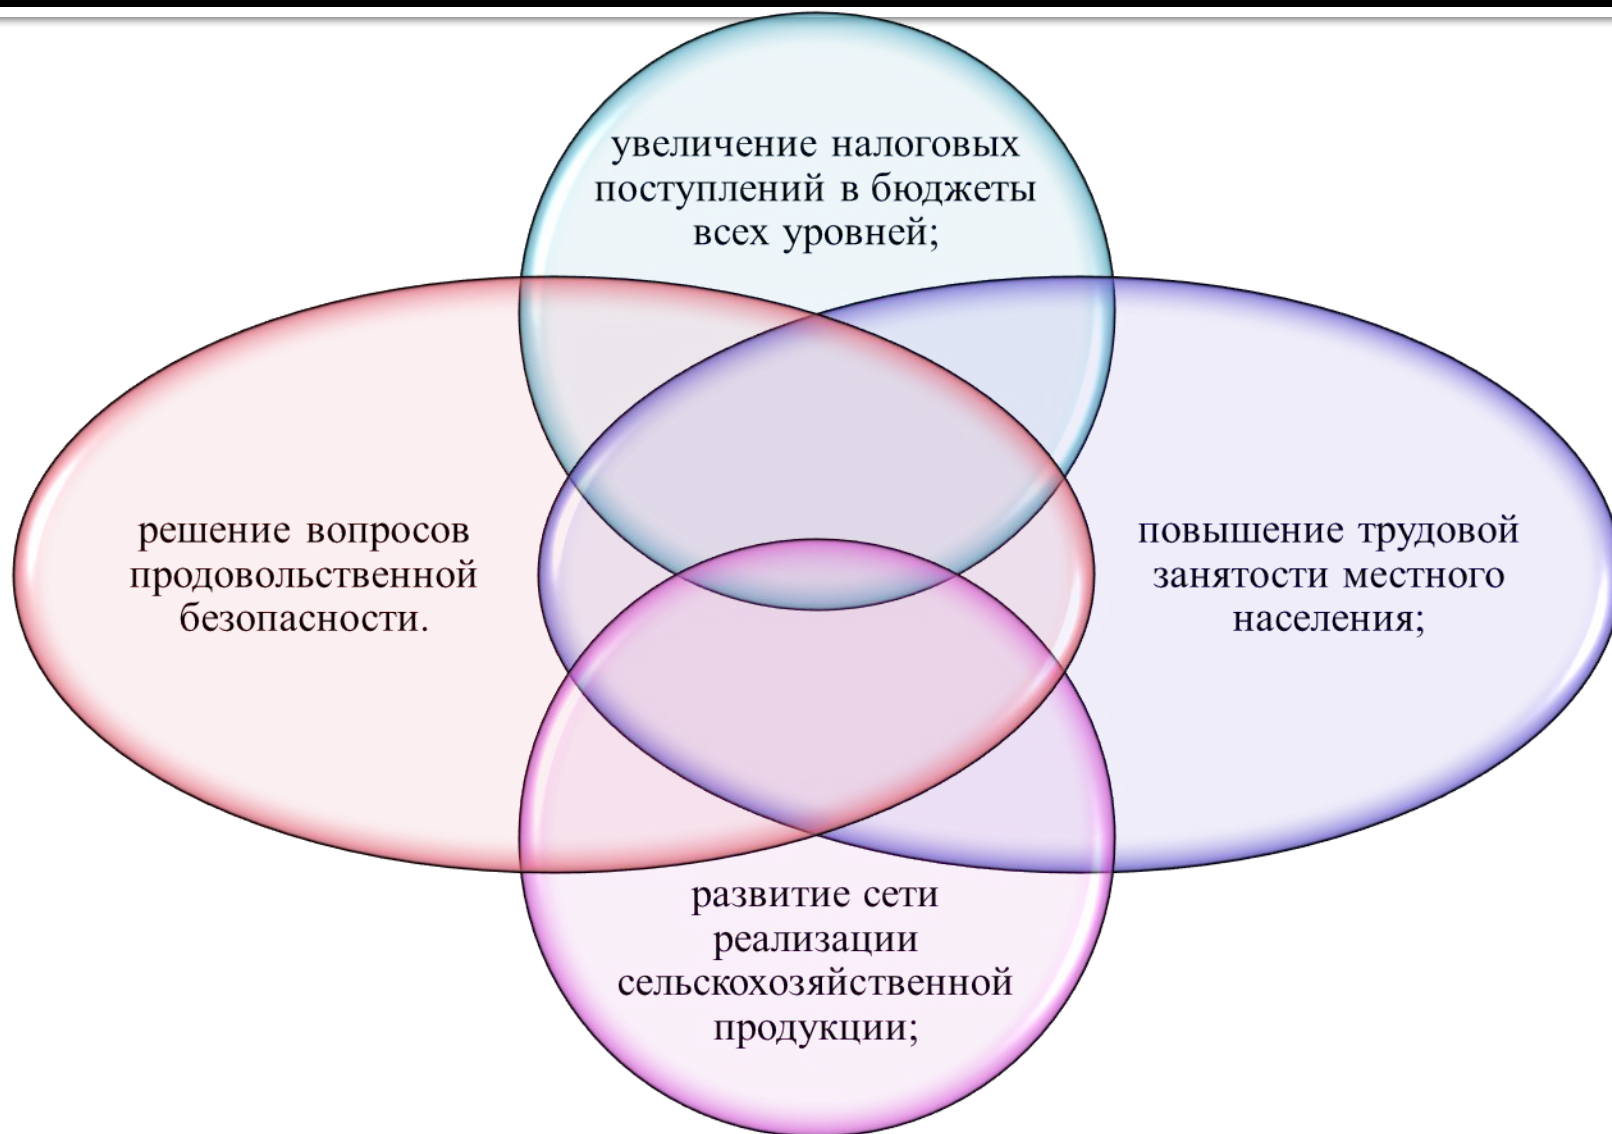 увеличение налоговых
поступлений в бюджеты
всех уровней;
повышение трудовой
занятости местного
населения;
развитие сети
реализации
сельскохозяйственной
продукции;
решение вопросов
продовольственной
безопасности.